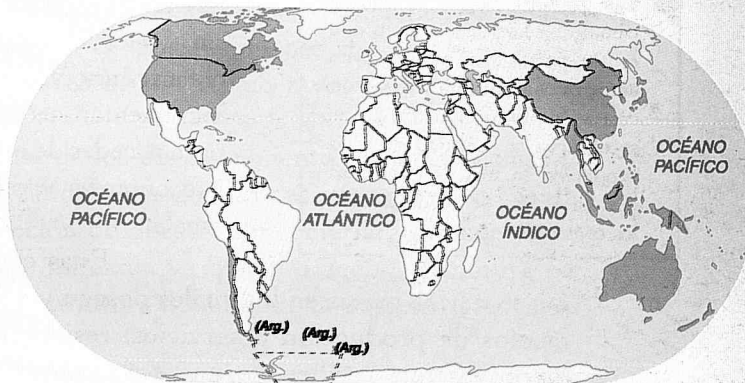 OCÉANO
PACÍFICO
OCÉANO
ATLÁNTICO
OCÉANO
ÍNDICO
OCÉANO
PACÍFICO
(Arg.)
(Arg.)
(Arg.)